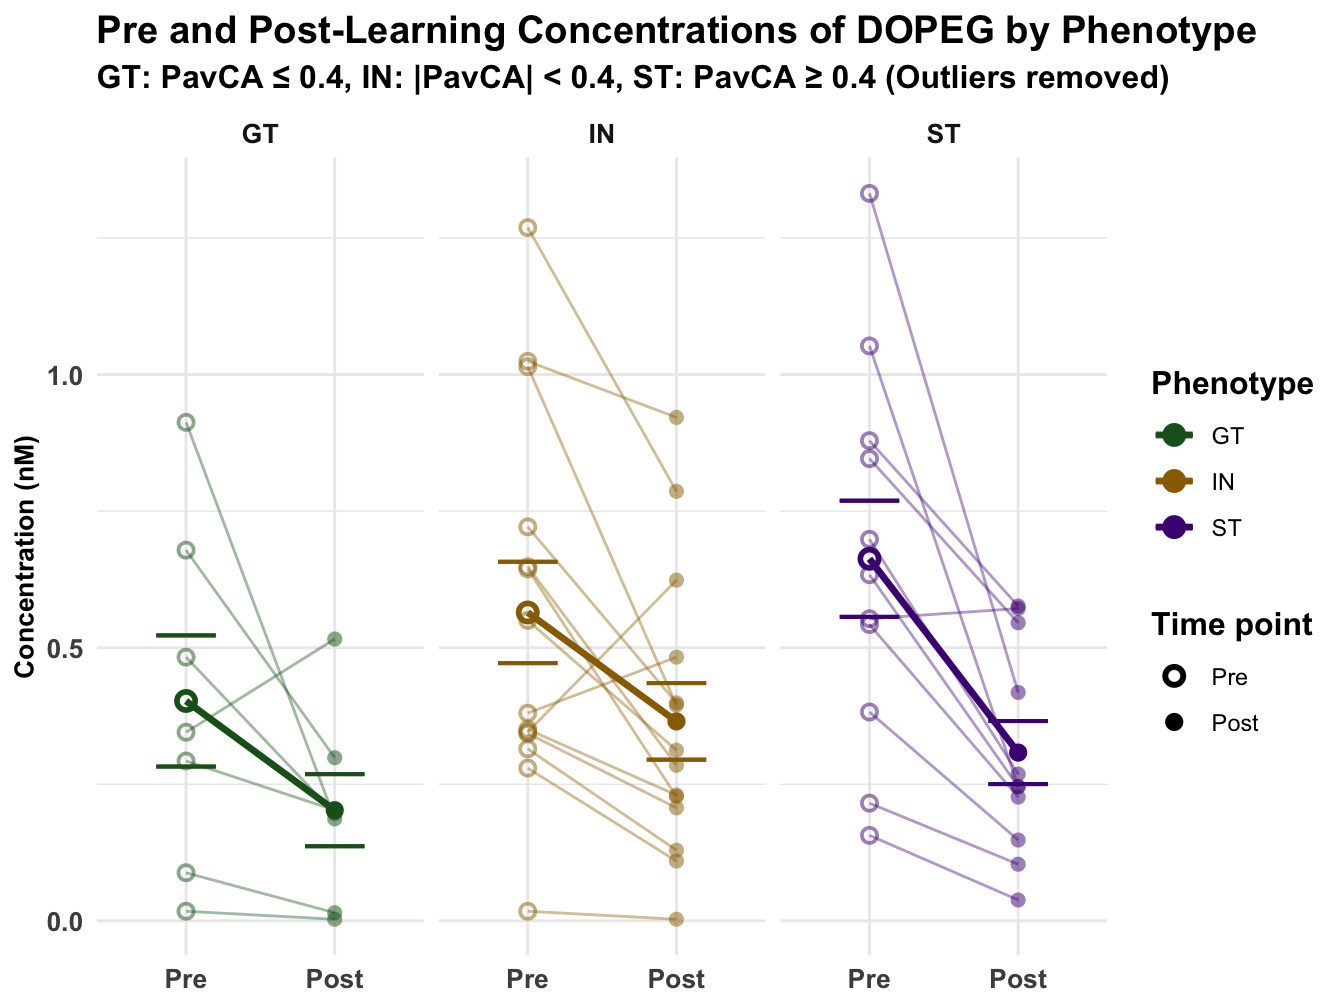 Pre and Post-Learning Concentrations of DOPEG by Phenotype
GT: PavCA ≤ 0.4, IN: |PavCA| < 0.4, ST: PavCA ≥ 0.4 (Outliers removed)
GT
IN
ST
Concentration (nM)
1.0
0.5
0.0
Pre
Post
Pre
Post
Pre
Post
Phenotype
GT
IN
ST
Time point
Pre
Post